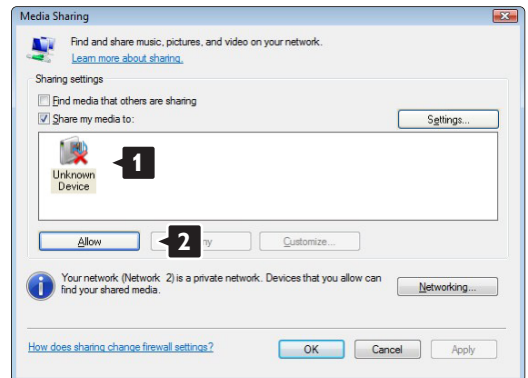 Media Sharing
Find and share music, pictures, and video on your network.
Learn more about sharing.
Sharing settings
Find media that others are sharing
Share my media to:
Settings...
Unknown
Device
1
Allow
2
ny
Customize...
Your network (Network 2) is a private network. Devices that you allow can
find your shared media.
Networking...
How does sharing change firewall settings?
OK
Cancel
Apply